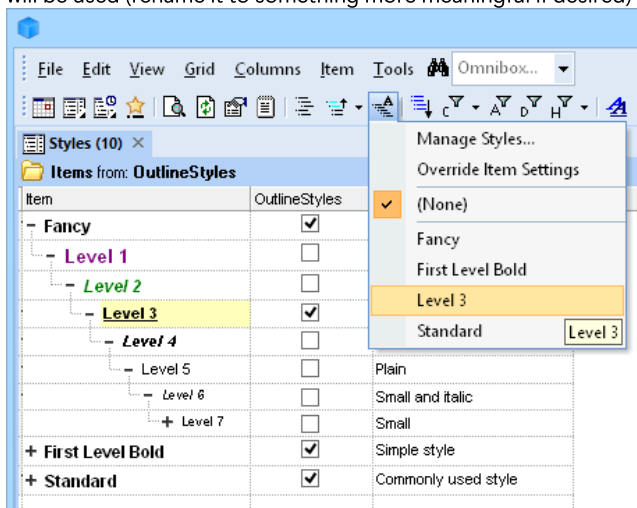 will be used (rename it to something more meaningful if desired)
File Edit View Grid Columns Item Tools Omnibox...
Styles (10)
Items from: OutlineStyles
Item OutlineStyles
Fancy
Level 1
Level 2
Level 3
Level 4
Level 5 Plain
Level 6 Small and italic
Level 7 Small
First Level Bold Simple style
Standard Commonly used style
Manage Styles...
Override Item Settings
(None)
Fancy
First Level Bold
Level 3
Standard
Level 3